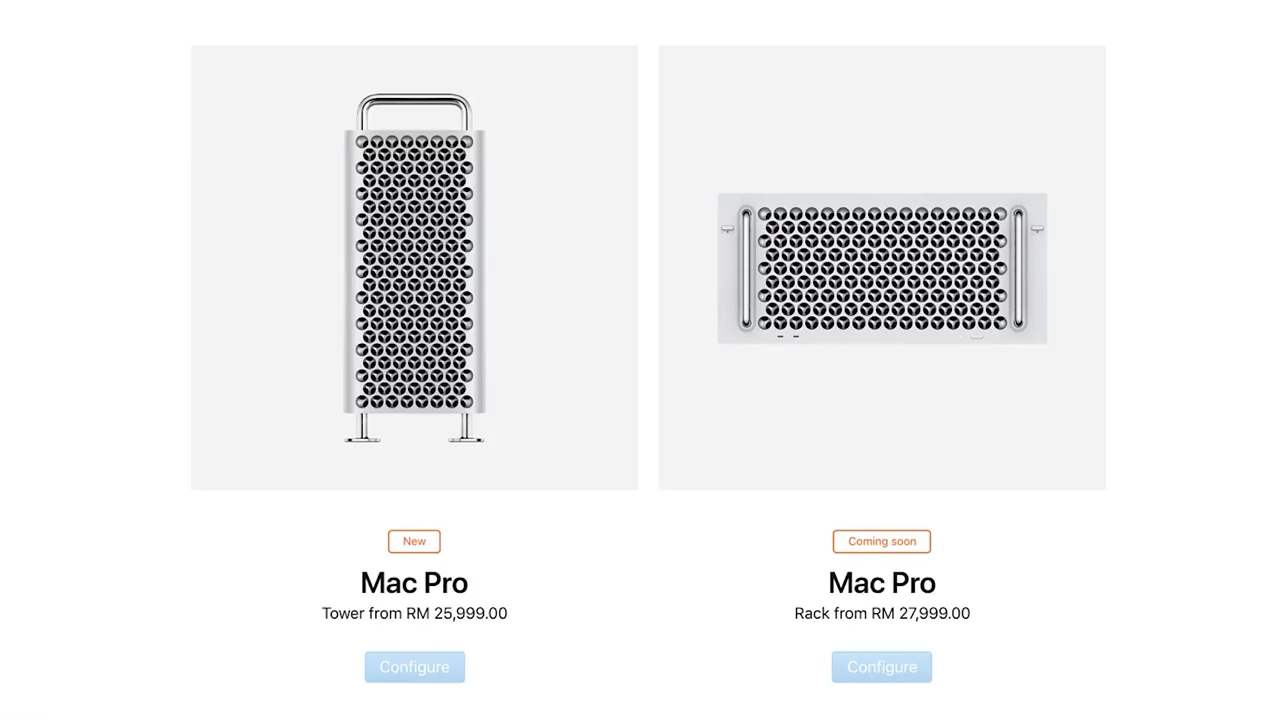 New
Mac Pro
Tower from RM 25,999.00
Configure
Coming soon
Mac Pro
Rack from RM 27,999.00
Configure